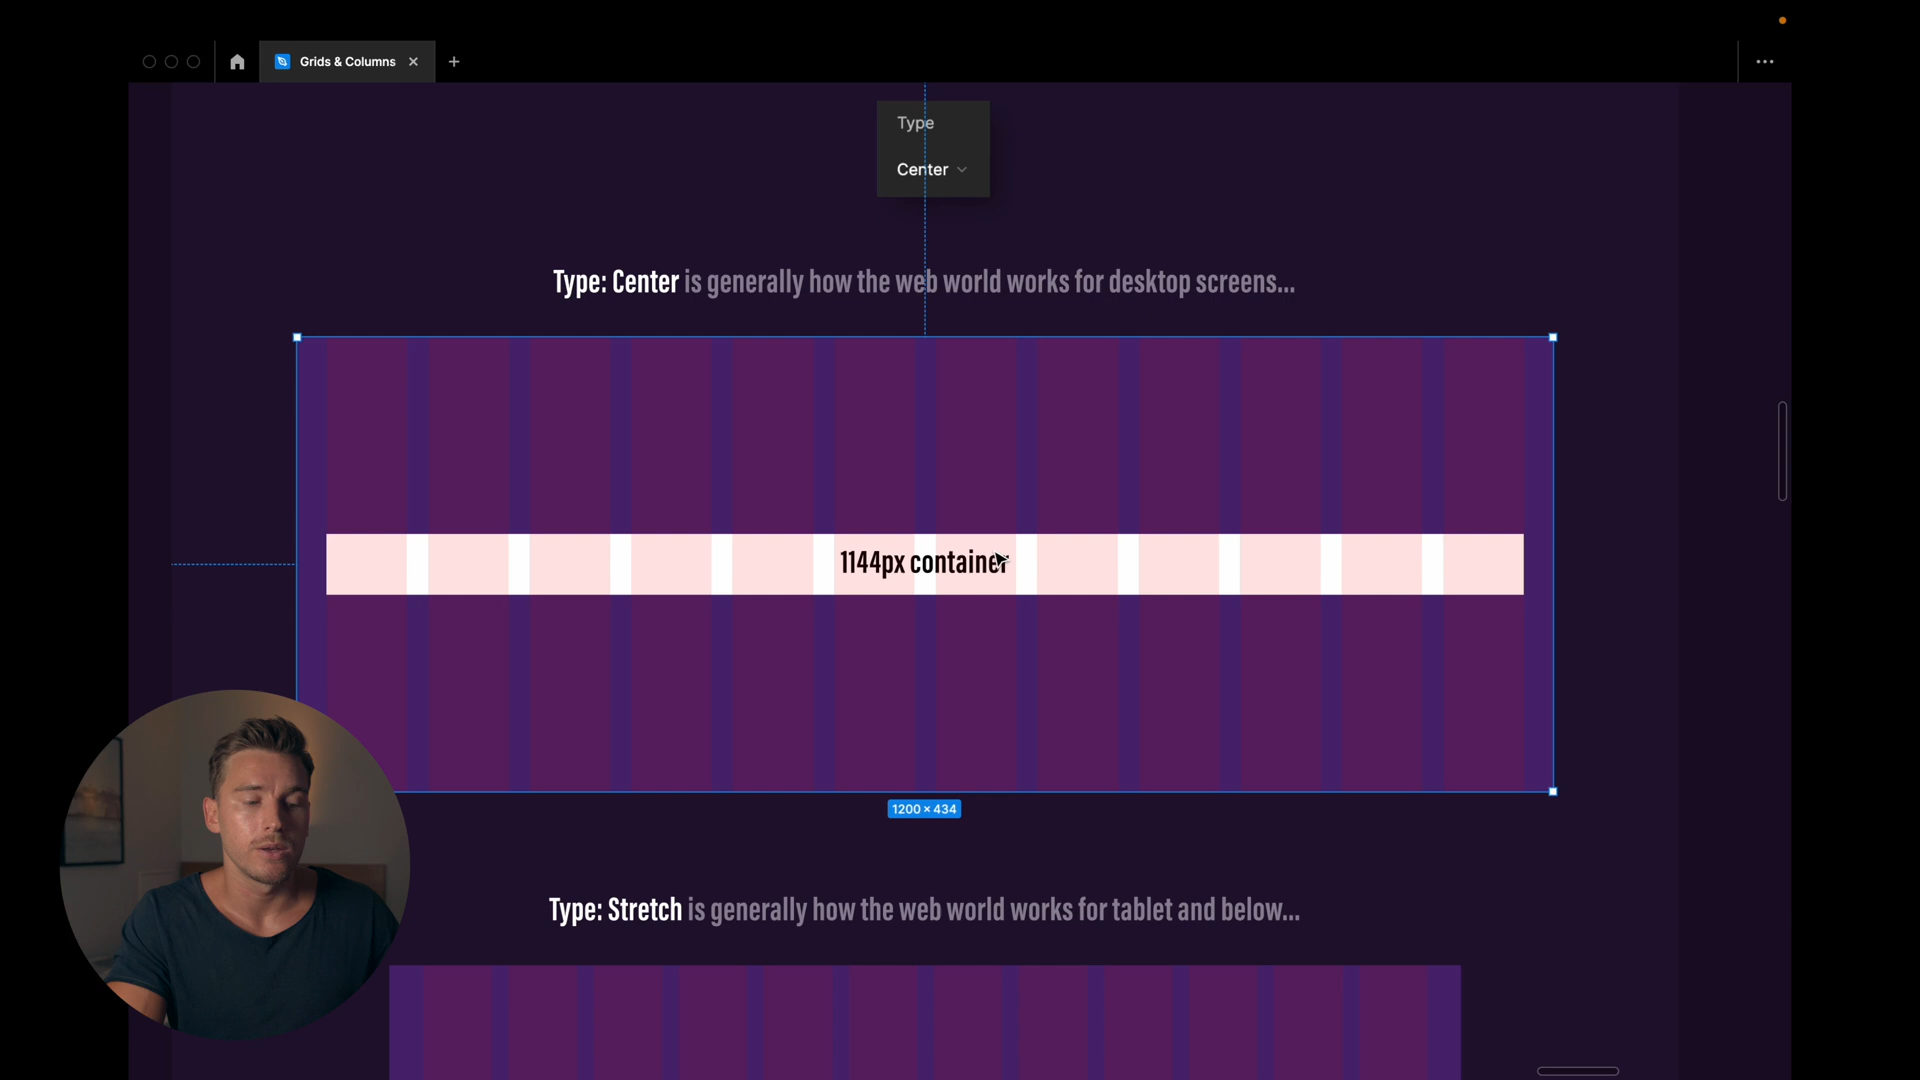 Grids & Columns
Type
Center
Type: Center is generally how the web world works for desktop screens...
1144px container
1200 × 434
Type: Stretch is generally how the web world works for tablet and below...